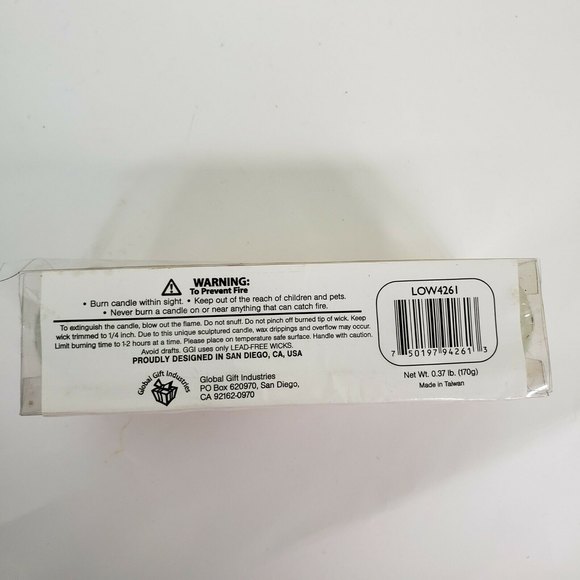 WARNING:
To Prevent Fire
• Burn candle within sight. • Keep out of the reach of children and pets.
• Never burn a candle on or near anything that can catch fire.
To extinguish the candle, blow out the flame. Do not snuff. Do not pinch off burned tip of wick. Keep
wick trimmed to 1/4 inch. Due to this unique sculptured candle, wax drippings and overflow may occur.
Limit burning time to 1-2 hours at a time. Please place on temperature safe surface. Handle with caution.
Avoid drafts. GGI uses only LEAD-FREE WICKS.
PROUDLY DESIGNED IN SAN DIEGO, CA, USA
Global Gift Industries
Global Gift Industries
PO Box 620970, San Diego,
CA 92162-0970
LOW4261
7 50197 94261 3
Net Wt. 0.37 lb. (170g)
Made in Taiwan